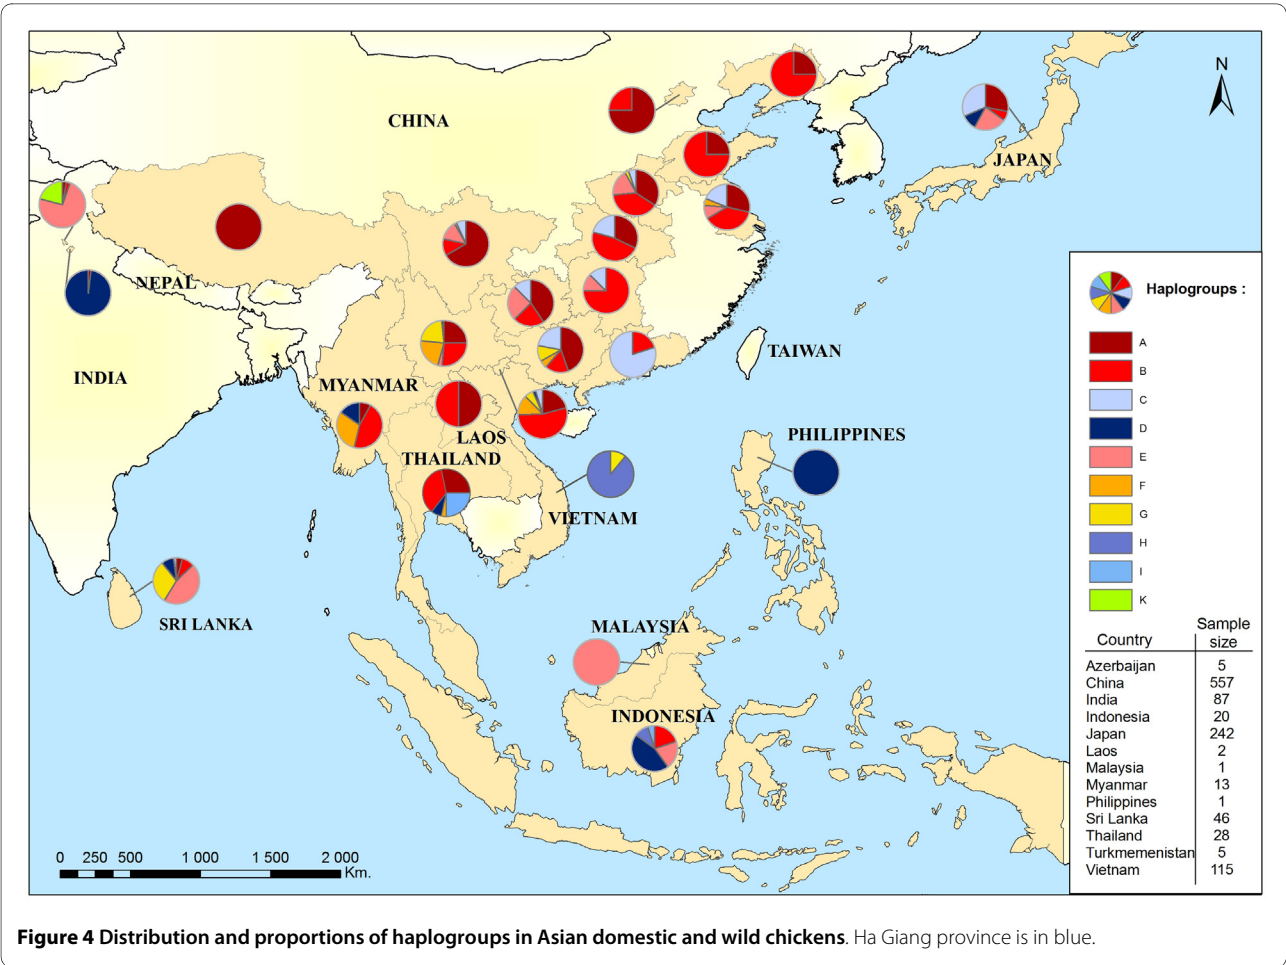 N
CHINA
JAPAN
NEPAL
TAIWAN
INDIA
MYANMAR
LAOS
THAILAND
PHILIPPINES
VIETNAM
SRI LANKA
MALAYSIA
INDONESIA
0 250 500 1 000 1 500 2 000
Km.
Haplogroups :
A
B
C
D
E
F
G
H
I
K
Country Sample size
Azerbaijan 5
China 557
India 87
Indonesia 20
Japan 242
Laos 2
Malaysia 1
Myanmar 13
Philippines 1
Sri Lanka 46
Thailand 28
Turkmemenistan 5
Vietnam 115
Figure 4 Distribution and proportions of haplogroups in Asian domestic and wild chickens. Ha Giang province is in blue.